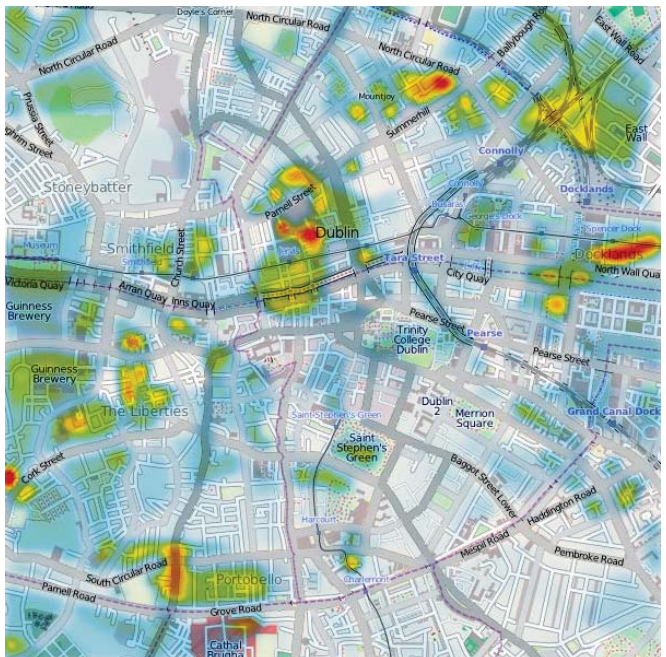 Doyle's Corner
North Circular Road
North Circular Road
North Circular Road
Ballybough Road
East Wall Road
Prussia Street
Mountjoy
Summerhill
East
Wall
Connolly
Stoneybatter
Connolly
Docklands
Parnell Street
Busáras
George's Dock
Dublin
Spencer Dock
Museum
Smithfield
Church Street
Docklands
Tara Street
City Quay
North Wall Qua
Victoria Quay
Arran Quay
Inns Quay
Guinness
Brewery
Trinity
College
Dublin
Pearse Street
Pearse
Pearse Street
Guinness
Brewery
The Liberties
Saint Stephen's Green
Dublin
2
Merrion
Square
Grand Canal Dock
Saint
Stephen's
Green
Cork Street
Baggot Street Lower
Haddington Road
Harcourt
Mespil Road
Pembroke Road
South Circular Road
Portobello
Charlemont
Parnell Road
Grove Road
Cathal
Brugha